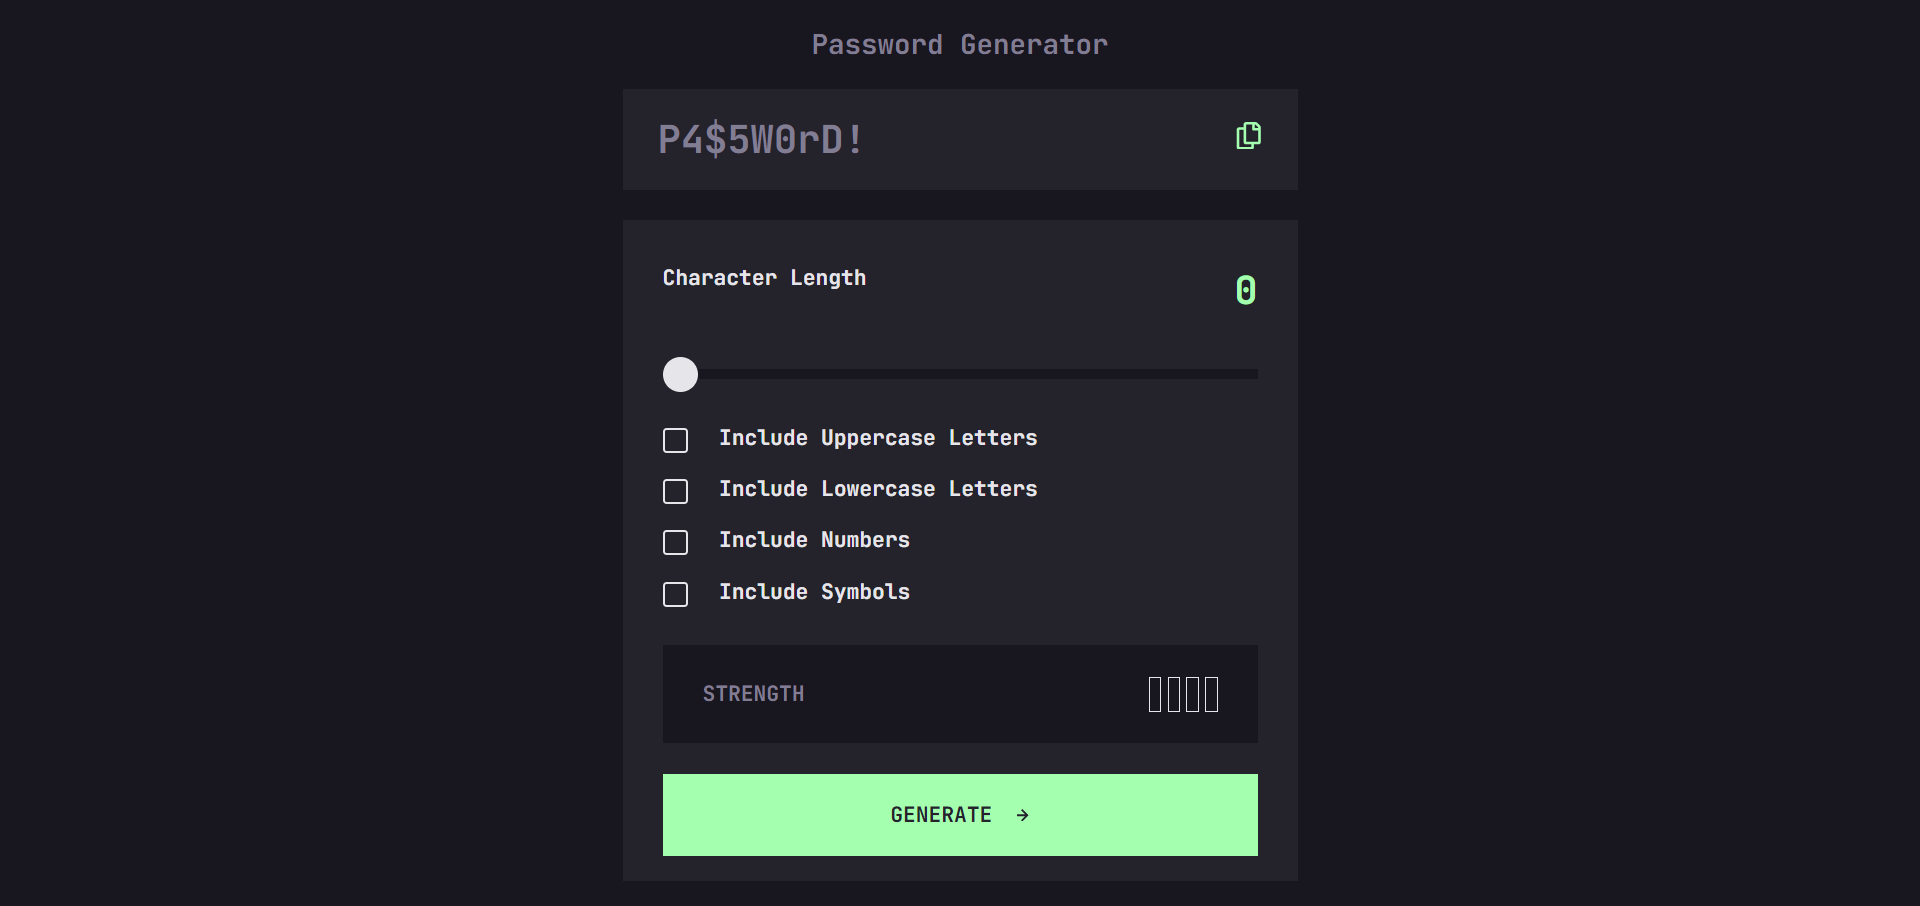 Password Generator
P4$5W0rD!
Character Length
0
Include Uppercase Letters
Include Lowercase Letters
Include Numbers
Include Symbols
STRENGTH
GENERATE →